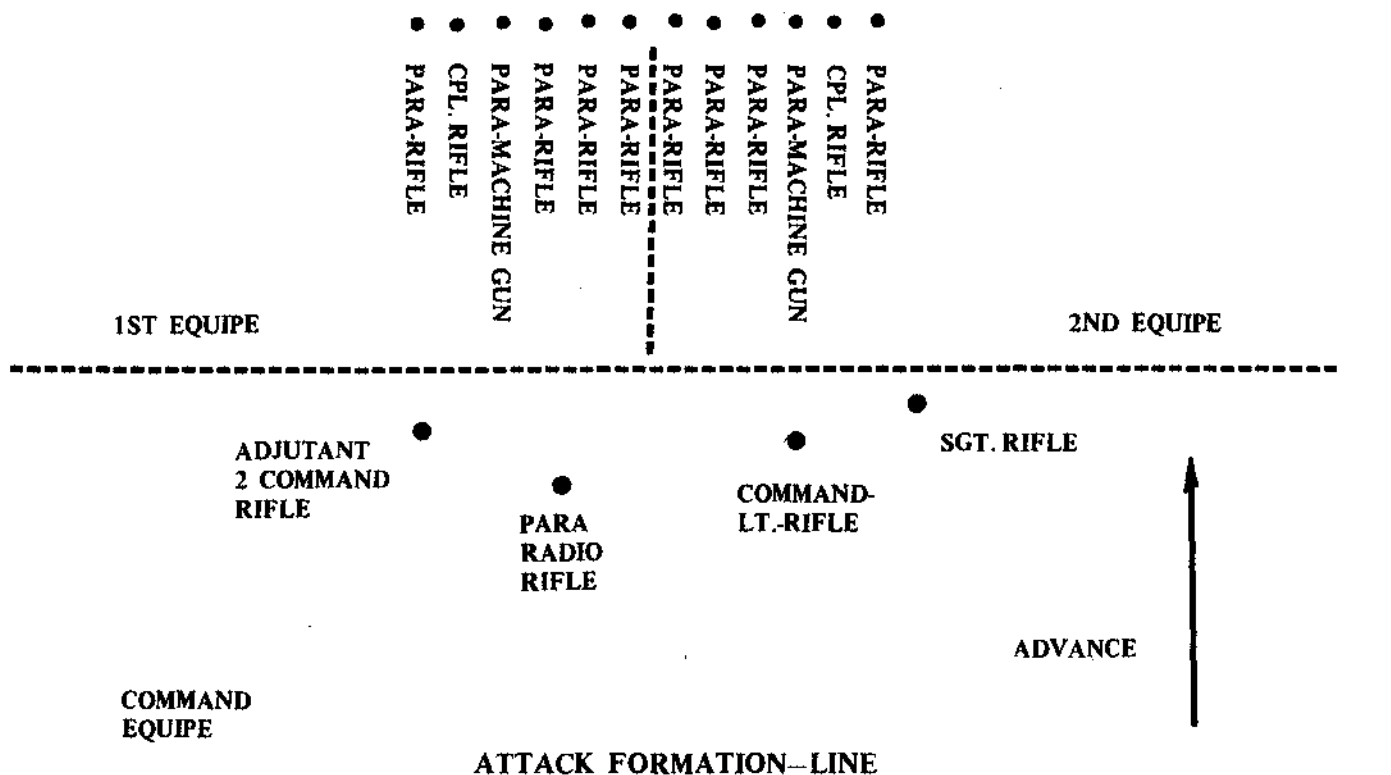 PARA-RIFLE
CPL. RIFLE
PARA-MACHINE GUN
PARA-RIFLE
PARA-RIFLE
PARA-RIFLE
PARA-RIFLE
PARA-RIFLE
PARA-RIFLE
PARA-MACHINE GUN
CPL. RIFLE
PARA-RIFLE
1ST EQUIPE
2ND EQUIPE
ADJUTANT
2 COMMAND
RIFLE
PARA
RADIO
RIFLE
COMMAND-
LT.-RIFLE
SGT. RIFLE
ADVANCE
COMMAND
EQUIPE
ATTACK FORMATION—LINE